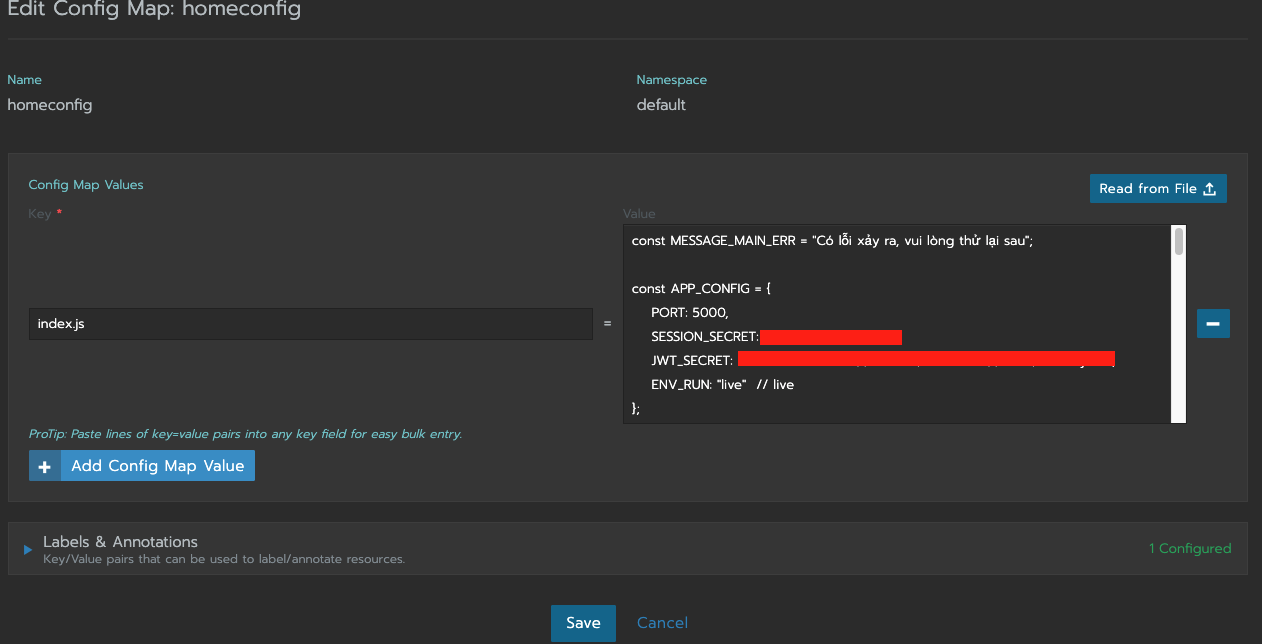 Edit Config Map: homeconfig
Name
Namespace
homeconfig
default
Config Map Values
Read from File
Key *
Value
const MESSAGE_MAIN_ERR = "Có lỗi xảy ra, vui lòng thử lại sau";
const APP_CONFIG = {
PORT: 5000,
SESSION_SECRET:
index.js
=
JWT_SECRET:
ENV_RUN: "live" // live
};
ProTip: Paste lines of key=value pairs into any key field for easy bulk entry.
+ Add Config Map Value
Labels & Annotations
Key/Value pairs that can be used to label/annotate resources.
1 Configured
Save
Cancel